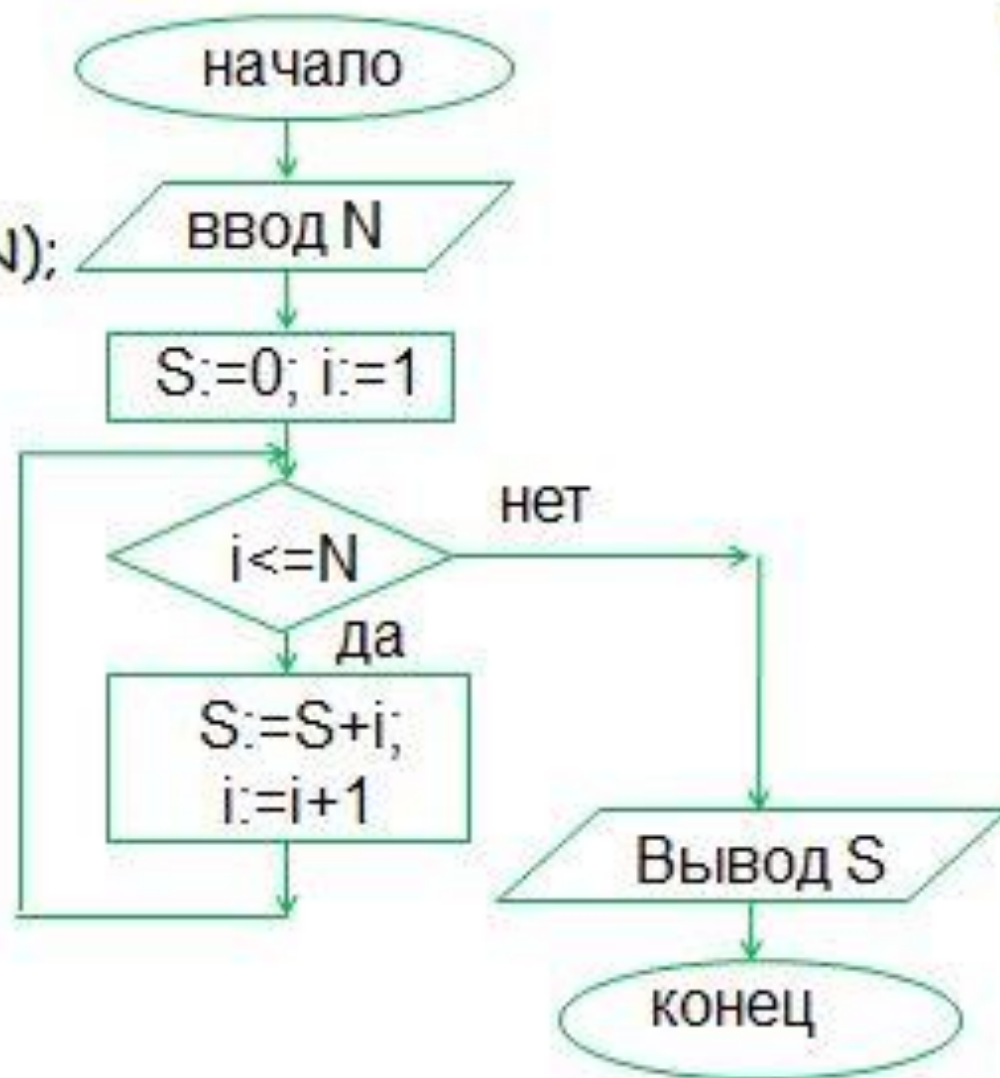 начало
ввод N
N);
S:=0; i:=1
i<=N
нет
да
S:=S+i;
i:=i+1
Вывод S
конец